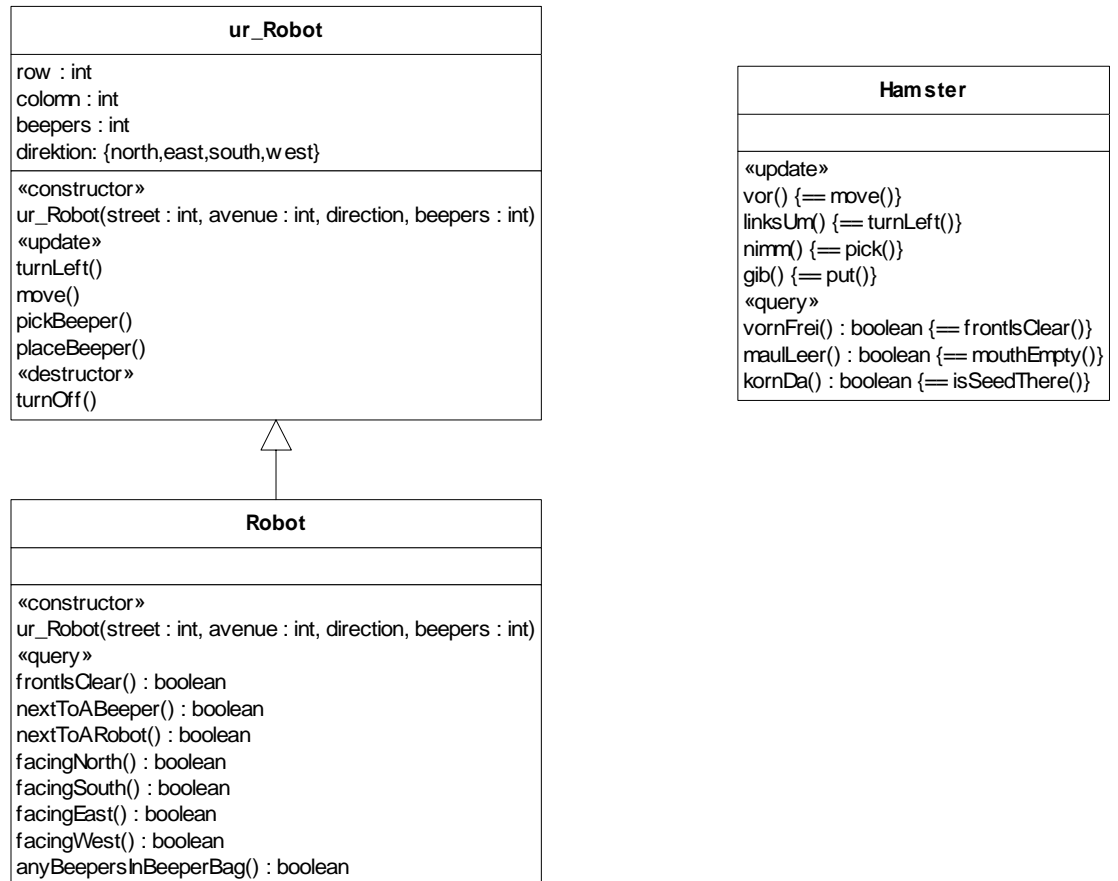 ur_Robot
row : int
colomn : int
beepers : int
direktion: {north,east,south,west}
«constructor»
ur_Robot(street : int, avenue : int, direction, beepers : int)
«update»
turnLeft()
move()
pickBeeper()
placeBeeper()
«destructor»
turnOff()
Robot
«constructor»
ur_Robot(street : int, avenue : int, direction, beepers : int)
«query»
frontIsClear() : boolean
nextToABeeper() : boolean
nextToARobot() : boolean
facingNorth() : boolean
facingSouth() : boolean
facingEast() : boolean
facingWest() : boolean
anyBeepersInBeeperBag() : boolean
Hamster
«update»
vor() {== move()}
linksUm() {== turnLeft()}
nimm() {== pick()}
gib() {== put()}
«query»
vornFrei() : boolean {== frontIsClear()}
maulLeer() : boolean {== mouthEmpty()}
kornDa() : boolean {== isSeedThere()}